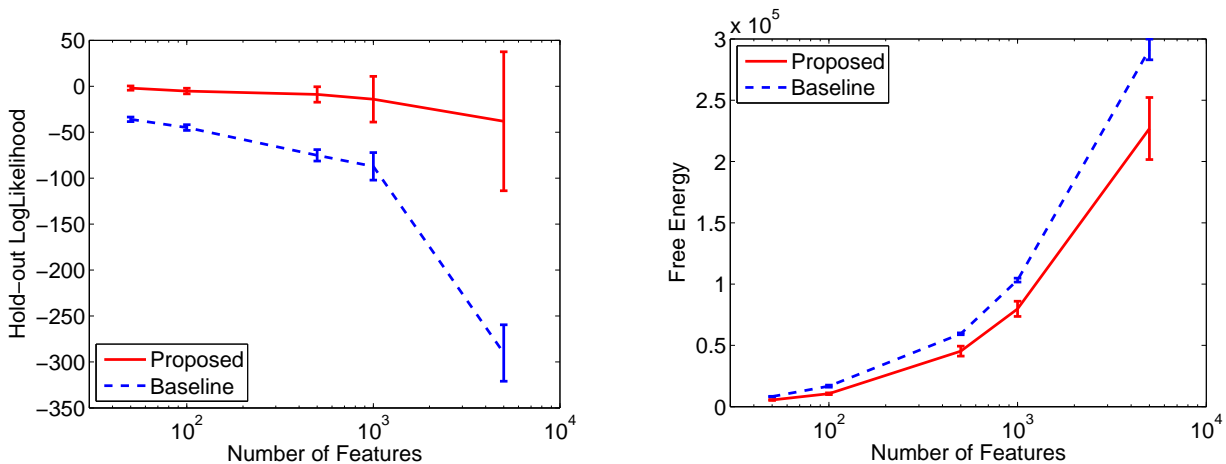 50
0
−50
−100
−150
−200
−250
−300
−350
10^2
10^3
10^4
Number of Features
Hold−out LogLikelihood
Proposed
Baseline
x 10^5
3
2.5
2
1.5
1
0.5
0
10^2
10^3
10^4
Number of Features
Free Energy
Proposed
Baseline